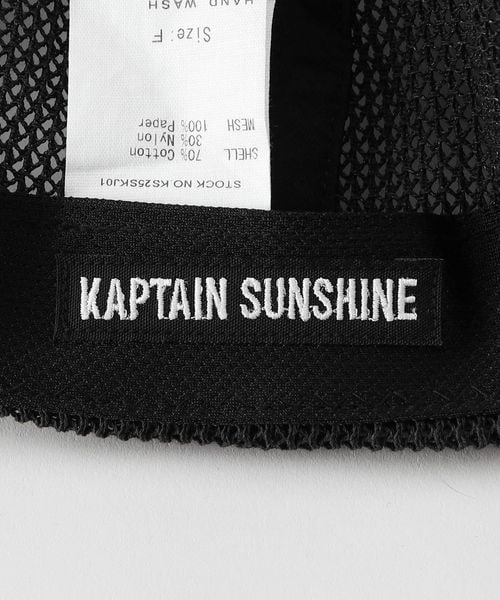 STOCK NO.KS25SKJ01
SHELL 70% Cotton
30% Nylon
MESH 100% Paper
Size: F
HAND WASH
KAPTAIN SUNSHINE